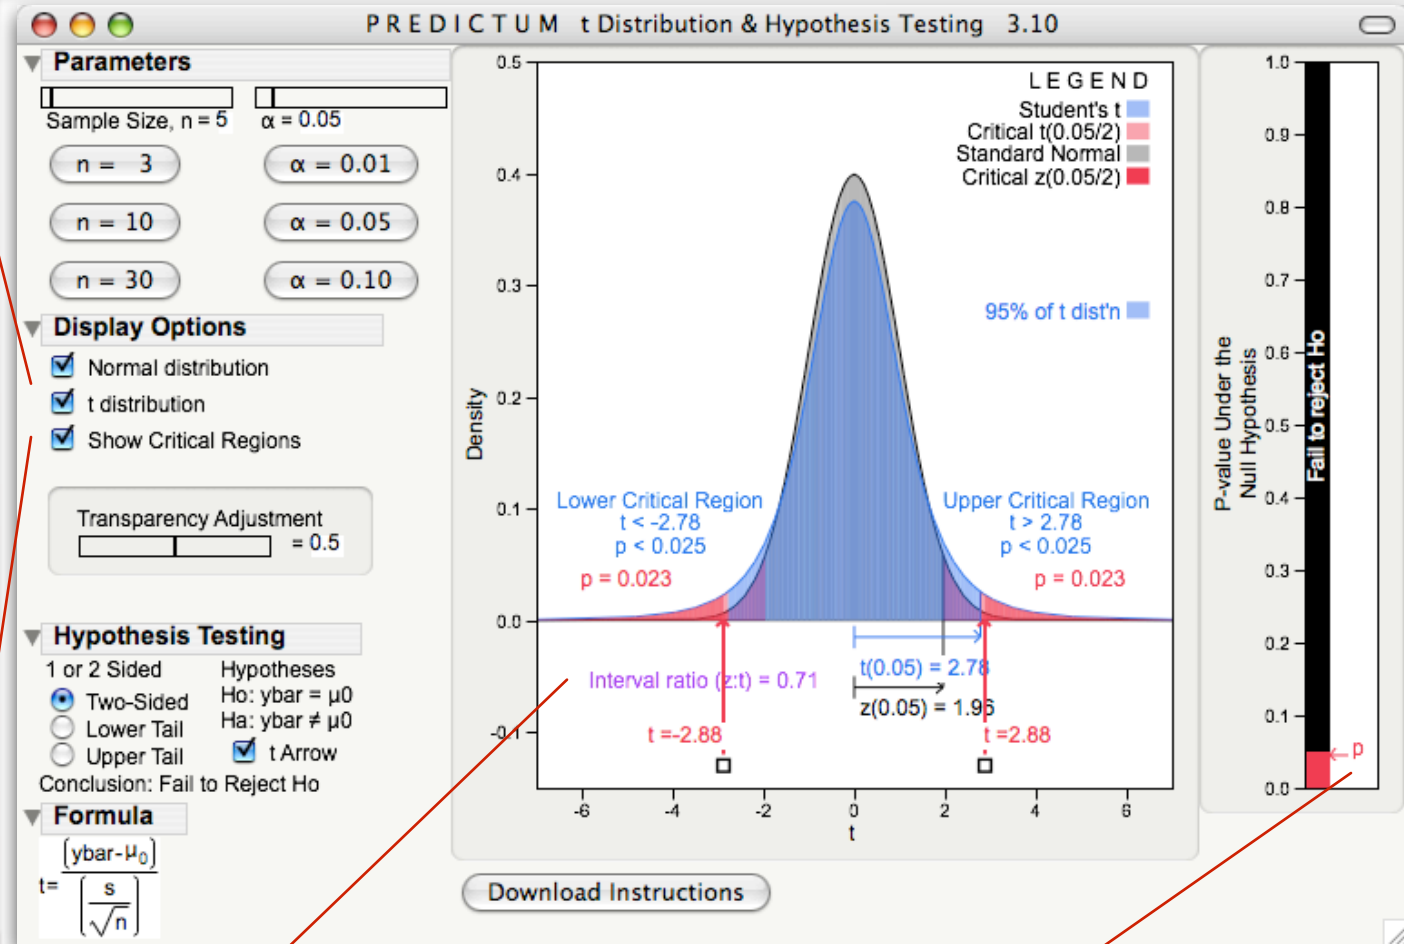 PREDICTUM t Distribution & Hypothesis Testing 3.10
Parameters
Sample Size, n = 5
α = 0.05
n = 3
α = 0.01
n = 10
α = 0.05
n = 30
α = 0.10
Display Options
Normal distribution
t distribution
Show Critical Regions
Transparency Adjustment
= 0.5
Hypothesis Testing
1 or 2 Sided
Two-Sided
Lower Tail
Upper Tail
Hypotheses
Ho: ybar = μ0
Ha: ybar ≠ μ0
t Arrow
Conclusion: Fail to Reject Ho
Formula
(ybar-μ0)
t=
s
√n
0.5
0.4
0.3
0.2
0.1
0.0
-0.1
Density
LEGEND
Student's t
Critical t(0.05/2)
Standard Normal
Critical z(0.05/2)
95% of t dist'n
Lower Critical Region
t < -2.78
p < 0.025
p = 0.023
Upper Critical Region
t > 2.78
p < 0.025
p = 0.023
t(0.05) = 2.78
Interval ratio (z:t) = 0.71
z(0.05) = 1.96
t =-2.88
t =2.88
-6 -4 -2 0 2 4 6
t
Download Instructions
P-value Under the
Null Hypothesis
1.0
0.9
0.8
0.7
0.6
0.5
0.4
0.3
0.2
0.1
0.0
Fail to reject Ho
p